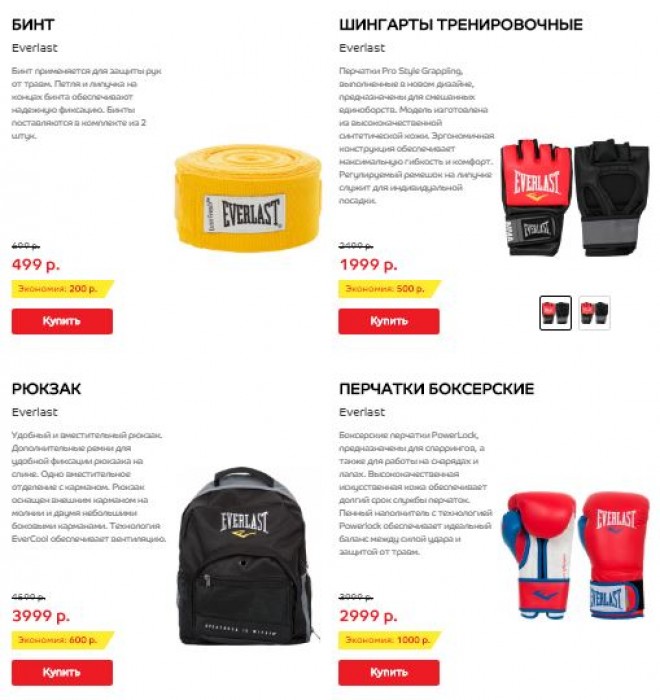 БИНТ
Everlast
Бинт применяется для защиты рук
от травм. Петля и липучка на
концах бинта обеспечивают
надежную фиксацию. Бинты
поставляются в комплекте из 2
штук.
EVERLAST
699 р.
499 р.
Экономия: 200 р.
Купить
ШИНГАРТЫ ТРЕНИРОВОЧНЫЕ
Everlast
Перчатки Pro Style Grappling,
выполненные в новом дизайне,
предназначены для смешанных
единоборств. Модель изготовлена
из высококачественной
синтетической кожи. Эргономичная
конструкция обеспечивает
максимальную гибкость и комфорт.
Регулируемый ремешок на липучке
служит для индивидуальной
посадки.
EVERLAST
EVERLAST
2499 р.
1999 р.
Экономия: 500 р.
Купить
РЮКЗАК
Everlast
Удобный и вместительный рюкзак.
Дополнительные ремни для
удобной фиксации рюкзака на
спине. Одно вместительное
отделение с карманом. Рюкзак
оснащен внешним карманом на
молнии и двумя небольшими
боковыми карманами. Технология
EverCool обеспечивает вентиляцию.
EVERLAST
GREATNESS IS WITHIN
4599 р.
3999 р.
Экономия: 600 р.
Купить
ПЕРЧАТКИ БОКСЕРСКИЕ
Everlast
Боксерские перчатки PowerLock,
предназначены для спаррингов, а
также для работы на снарядах и
лапах. Высококачественная
искусственная кожа обеспечивает
долгий срок службы перчаток.
Пенный наполнитель с технологией
Powerlock обеспечивает идеальный
баланс между силой удара и
защитой от травм.
EVERLAST
EVERLAST
3999 р.
2999 р.
Экономия: 1000 р.
Купить